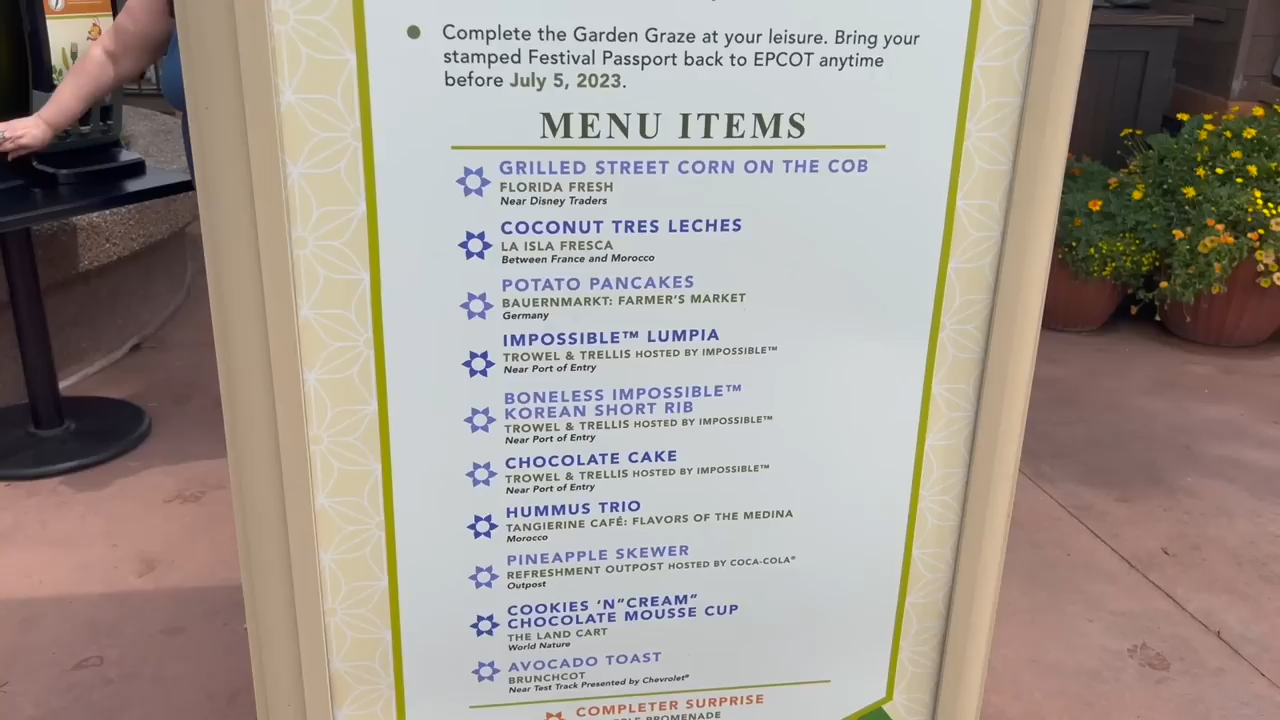 Complete the Garden Graze at your leisure. Bring your
stamped Festival Passport back to EPCOT anytime
before July 5, 2023.
MENU ITEMS
GRILLED STREET CORN ON THE COB
FLORIDA FRESH
Near Disney Traders
COCONUT TRES LECHES
LA ISLA FRESCA
Between France and Morocco
POTATO PANCAKES
BAUERNMARKT: FARMER'S MARKET
Germany
IMPOSSIBLE™ LUMPIA
TROWEL & TRELLIS HOSTED BY IMPOSSIBLE™
Near Port of Entry
BONELESS IMPOSSIBLE™
KOREAN SHORT RIB
TROWEL & TRELLIS HOSTED BY IMPOSSIBLE™
Near Port of Entry
CHOCOLATE CAKE
TROWEL & TRELLIS HOSTED BY IMPOSSIBLE™
Near Port of Entry
HUMMUS TRIO
TANGIERINE CAFÉ: FLAVORS OF THE MEDINA
Morocco
PINEAPPLE SKEWER
REFRESHMENT OUTPOST HOSTED BY COCA-COLA®
Outpost
COOKIES 'N"CREAM"
CHOCOLATE MOUSSE CUP
THE LAND CART
World Nature
AVOCADO TOAST
BRUNCHCOT
Near Test Track Presented by Chevrolet®
COMPLETER SURPRISE
PROMENADE